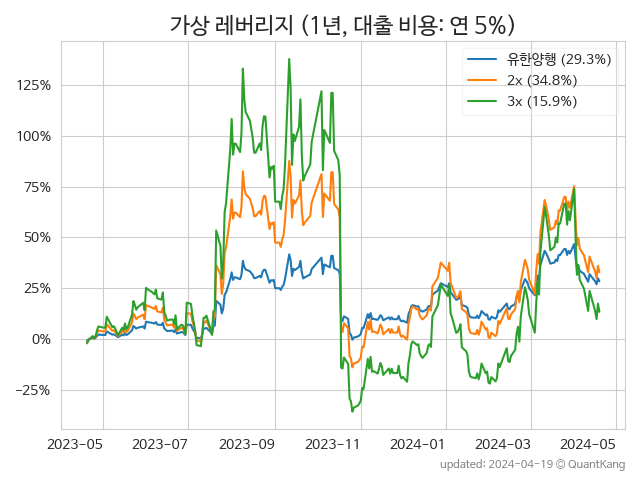 가상 레버리지 (1년, 대출 비용: 연 5%)
유한양행 (29.3%)
2x (34.8%)
3x (15.9%)
125%
100%
75%
50%
25%
0%
−25%
2023-05 2023-07 2023-09 2023-11 2024-01 2024-03 2024-05
updated: 2024-04-19 © QuantKang